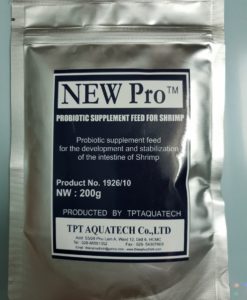 NEW Pro™
PROBIOTIC SUPPLEMENT FEED FOR SHRIMP
Probiotic supplement feed
for the development and stabilization
of the intestine of Shrimp.
Product No. 1926/10
NW : 200g
PRODUCED BY TPTAQUATECH
TPT AQUATECH Co.,LTD